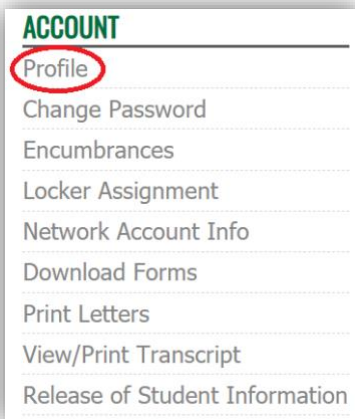 ACCOUNT
Profile
Change Password
Encumbrances
Locker Assignment
Network Account Info
Download Forms
Print Letters
View/Print Transcript
Release of Student Information